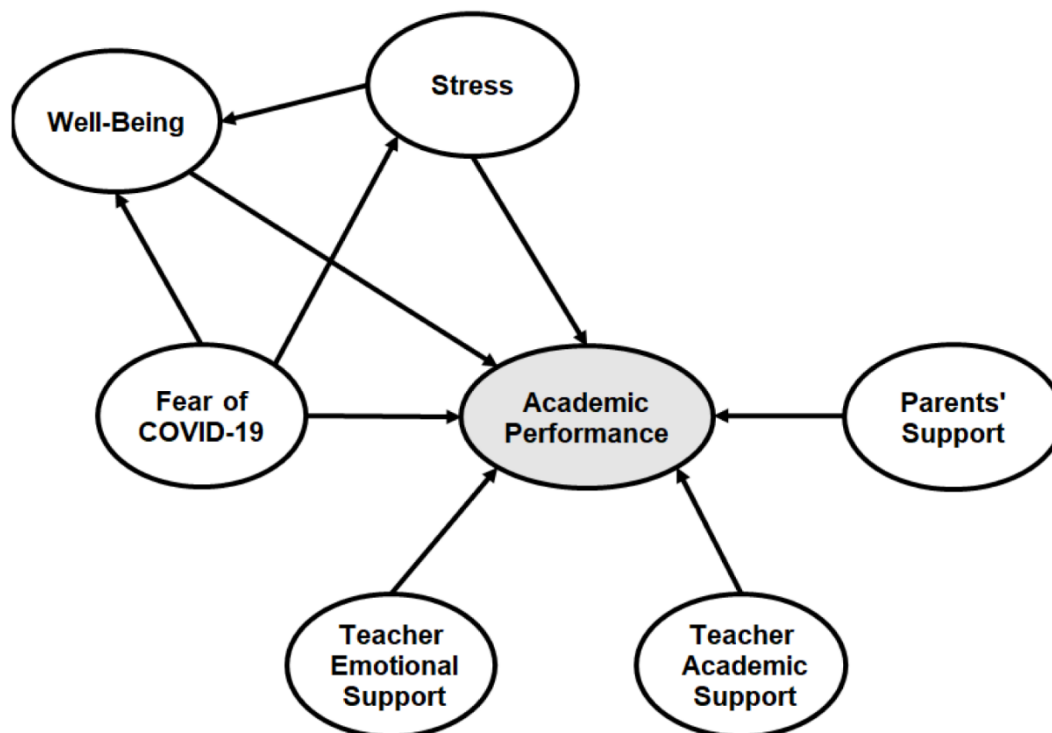 Stress
Well-Being
Fear of
COVID-19
Academic
Performance
Parents'
Support
Teacher
Emotional
Support
Teacher
Academic
Support